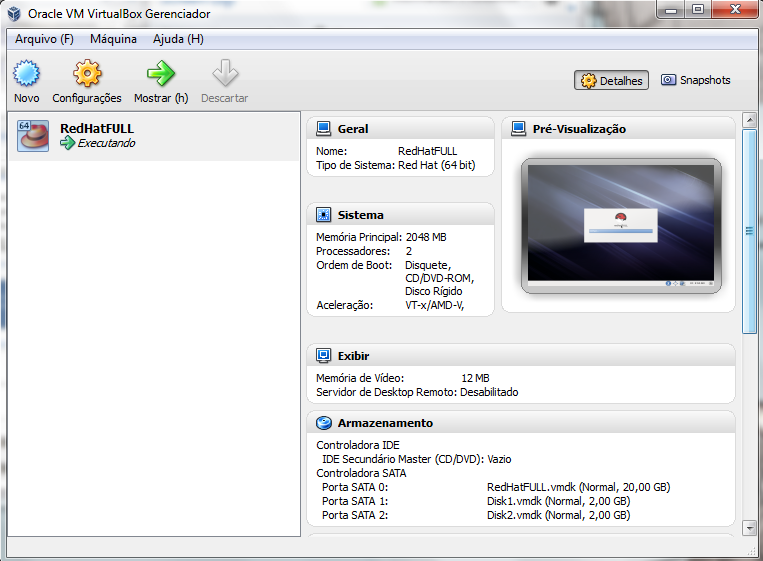 Oracle VM VirtualBox Gerenciador
Arquivo (F) Máquina Ajuda (H)
Novo Configurações Mostrar (h) Descartar
Detalhes Snapshots
64 RedHatFULL
Executando
Geral
Nome: RedHatFULL
Tipo de Sistema: Red Hat (64 bit)
Sistema
Memória Principal: 2048 MB
Processadores: 2
Ordem de Boot: Disquete,
CD/DVD-ROM,
Disco Rígido
Aceleração: VT-x/AMD-V,
Pré-Visualização
Exibir
Memória de Vídeo: 12 MB
Servidor de Desktop Remoto: Desabilitado
Armazenamento
Controladora IDE
IDE Secundário Master (CD/DVD): Vazio
Controladora SATA
Porta SATA 0: RedHatFULL.vmdk (Normal, 20,00 GB)
Porta SATA 1: Disk1.vmdk (Normal, 2,00 GB)
Porta SATA 2: Disk2.vmdk (Normal, 2,00 GB)